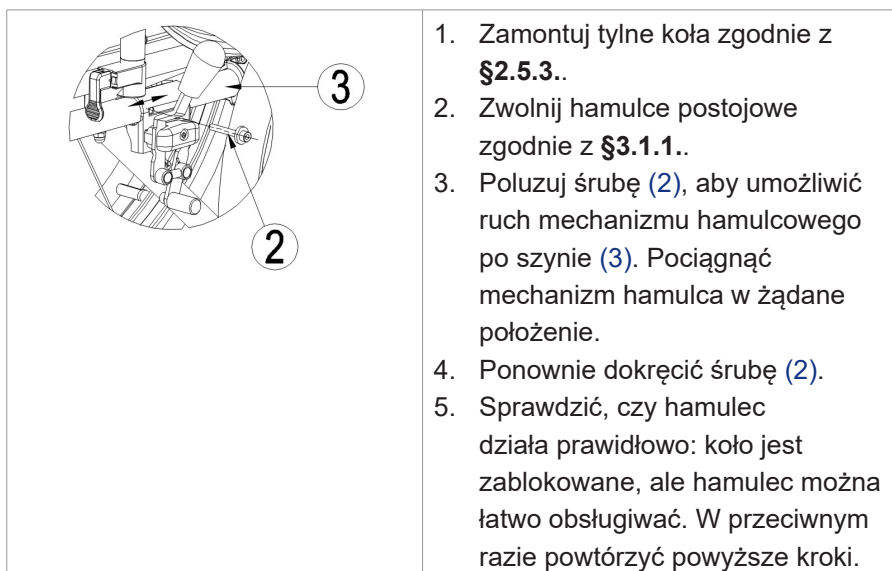 3
2
1. Zamontuj tylne koła zgodnie z
§2.5.3..
2. Zwolnij hamulce postojowe
zgodnie z §3.1.1..
3. Poluzuj śrubę (2), aby umożliwić
ruch mechanizmu hamulcowego
po szynie (3). Pociągnąć
mechanizm hamulca w żądane
położenie.
4. Ponownie dokręcić śrubę (2).
5. Sprawdzić, czy hamulec
działa prawidłowo: koło jest
zablokowane, ale hamulec można
łatwo obsługiwać. W przeciwnym
razie powtórzyć powyższe kroki.